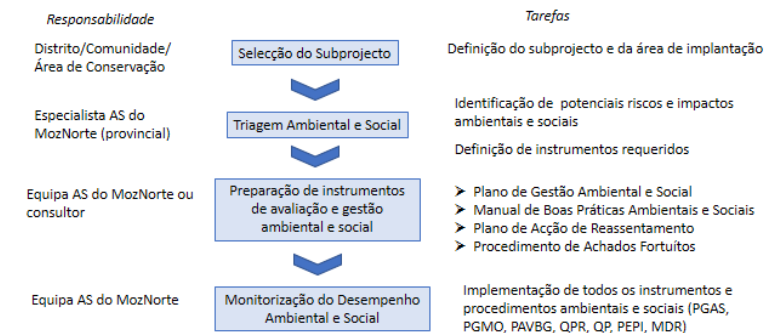 Responsabilidade
Tarefas
Distrito/Comunidade/
Área de Conservação
Selecção do Subprojecto
Definição do subprojecto e da área de implantação
Especialista AS do
MozNorte (provincial)
Triagem Ambiental e Social
Identificação de potenciais riscos e impactos
ambientais e sociais
Definição de instrumentos requeridos
Equipa AS do MozNorte ou
consultor
Preparação de instrumentos
de avaliação e gestão
ambiental e social
Plano de Gestão Ambiental e Social
Manual de Boas Práticas Ambientais e Sociais
Plano de Acção de Reassentamento
Procedimento de Achados Fortuítos
Equipa AS do MozNorte
Monitorização do Desempenho
Ambiental e Social
Implementação de todos os instrumentos e
procedimentos ambientais e sociais (PGAS,
PGMO, PAVBG, QPR, QP, PEPI, MDR)